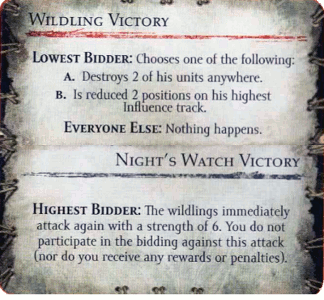 Wildling Victory
Lowest Bidder: Chooses one of the following:
A. Destroys 2 of his units anywhere.
B. Is reduced 2 positions on his highest
Influence track.
Everyone Else: Nothing happens.
Night's Watch Victory
Highest Bidder: The wildlings immediately
attack again with a strength of 6. You do not
participate in the bidding against this attack
(nor do you receive any rewards or penalties).